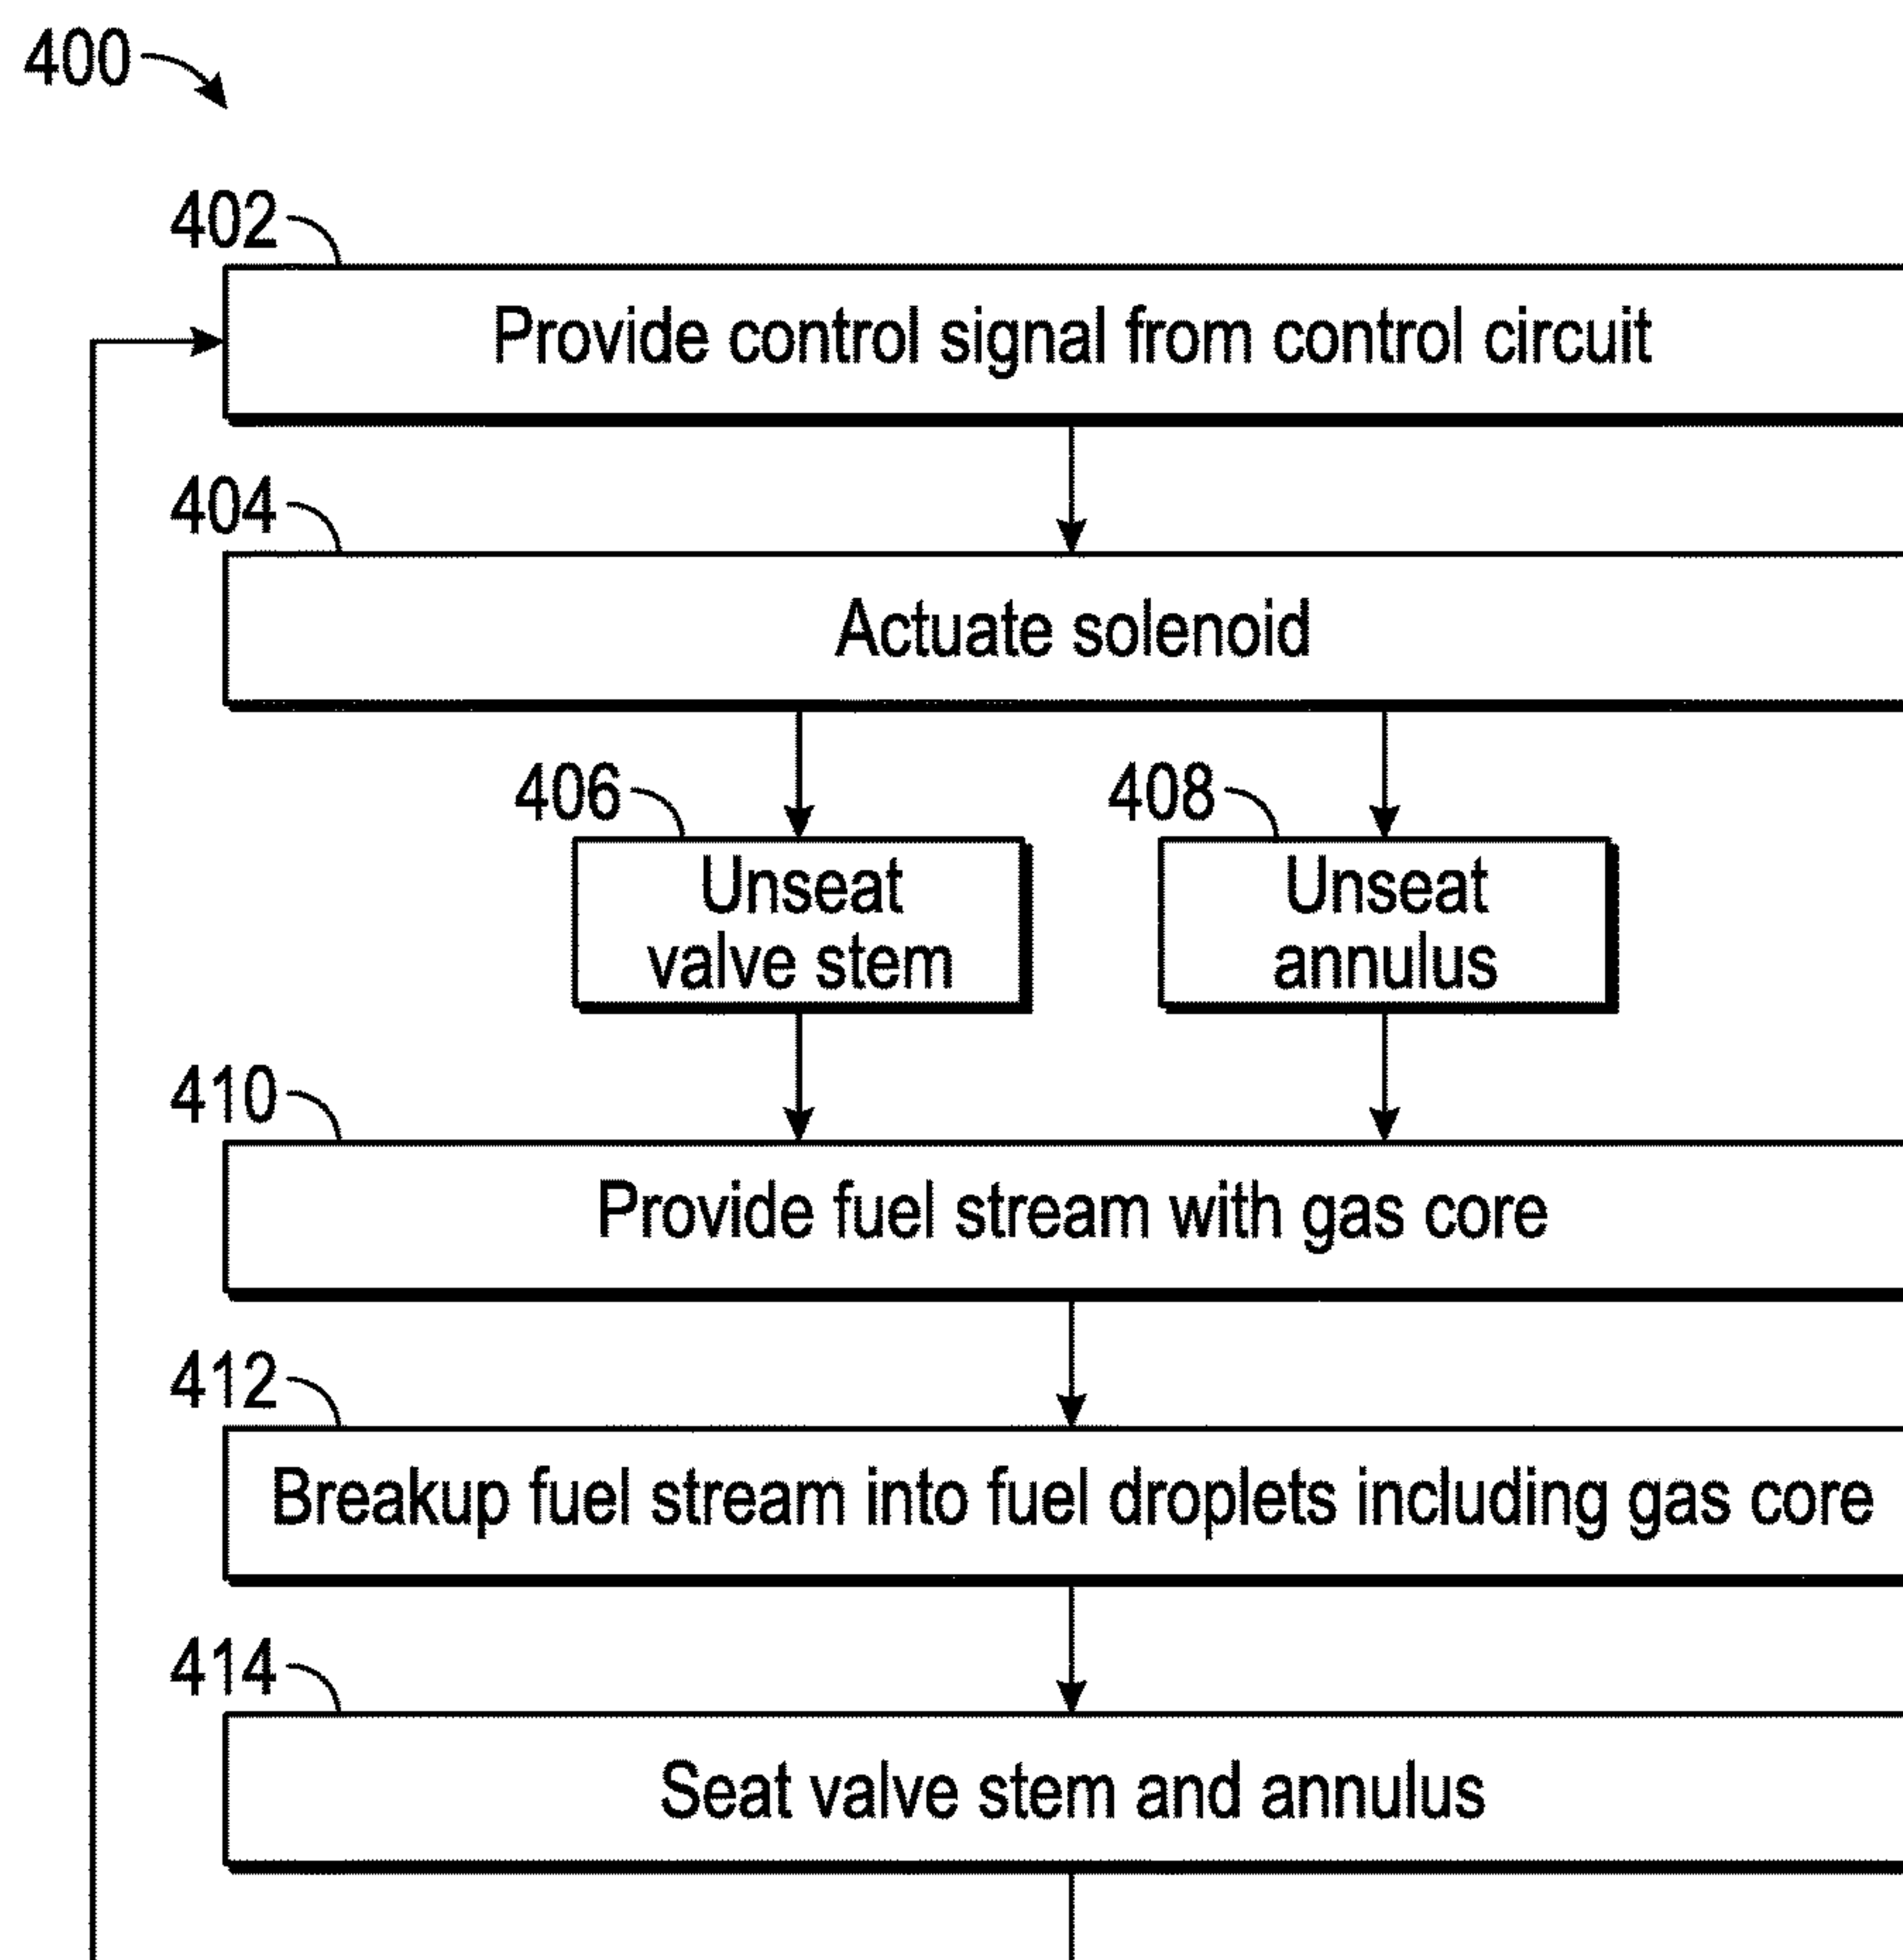 400
402
Provide control signal from control circuit
404
Actuate solenoid
406
408
Unseat
valve stem
Unseat
annulus
410
Provide fuel stream with gas core
412
Breakup fuel stream into fuel droplets including gas core
414
Seat valve stem and annulus